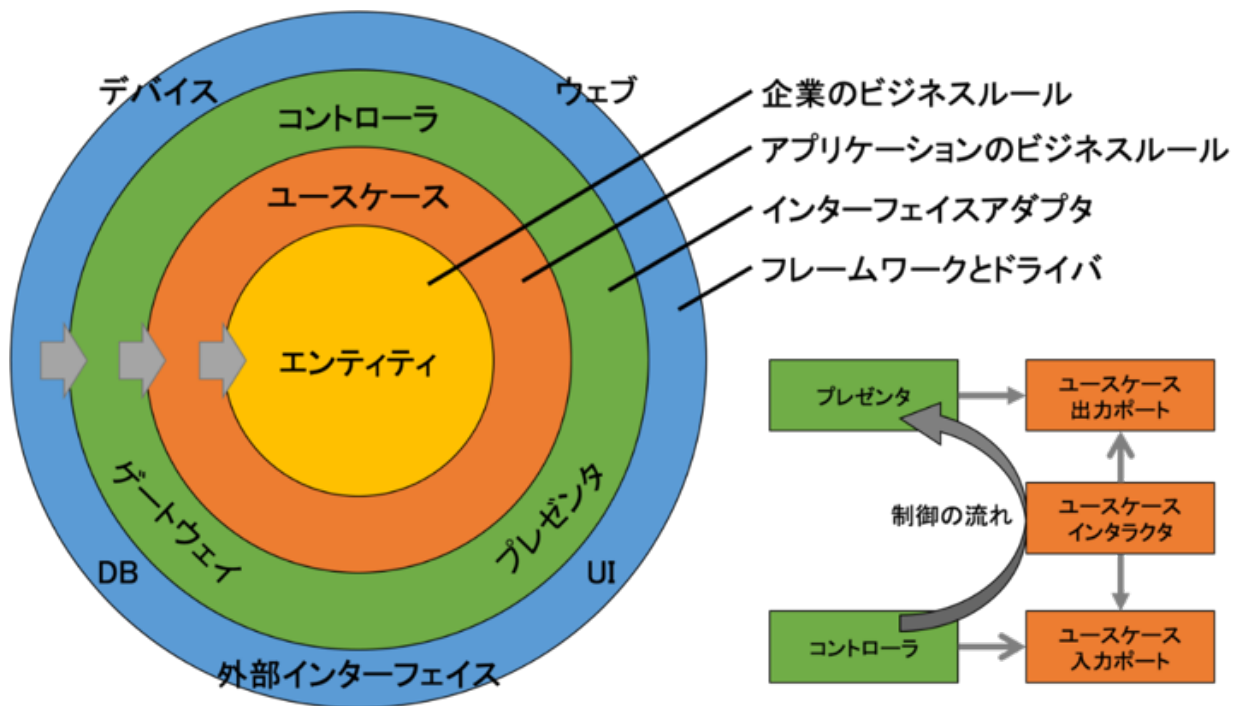 デバイス
ウェブ
コントローラ
ユースケース
エンティティ
ゲートウェイ
プレゼンタ
DB
UI
外部インターフェイス
企業のビジネスルール
アプリケーションのビジネスルール
インターフェイスアダプタ
フレームワークとドライバ
プレゼンタ
ユースケース
出力ポート
制御の流れ
ユースケース
インタラクタ
コントローラ
ユースケース
入力ポート